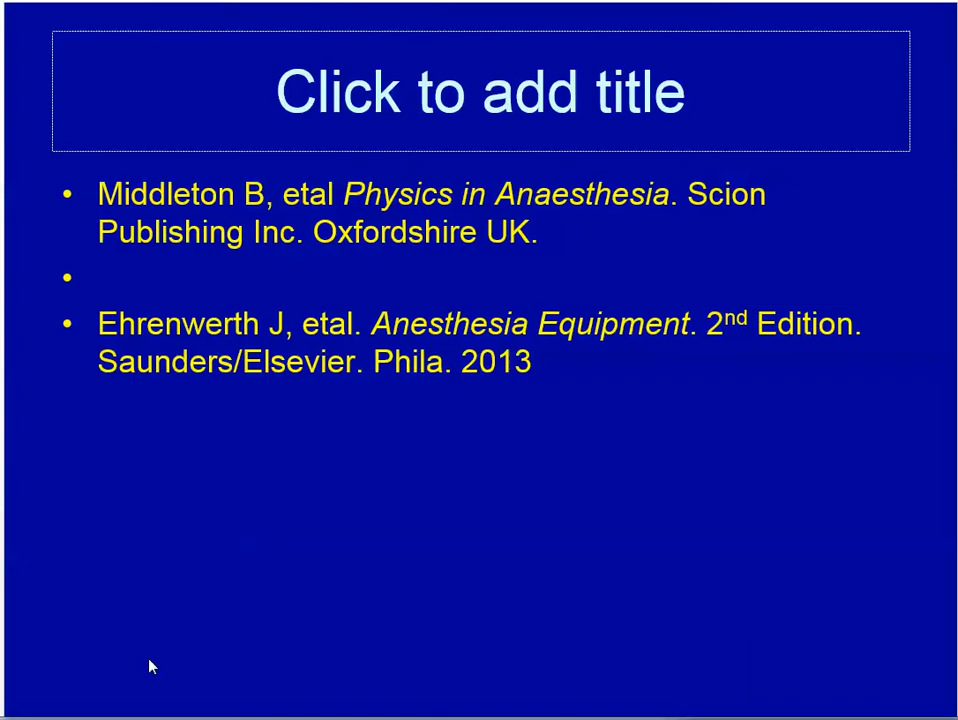 Click to add title
• Middleton B, etal Physics in Anaesthesia. Scion
Publishing Inc. Oxfordshire UK.
•
• Ehrenwerth J, etal. Anesthesia Equipment. 2nd Edition.
Saunders/Elsevier. Phila. 2013